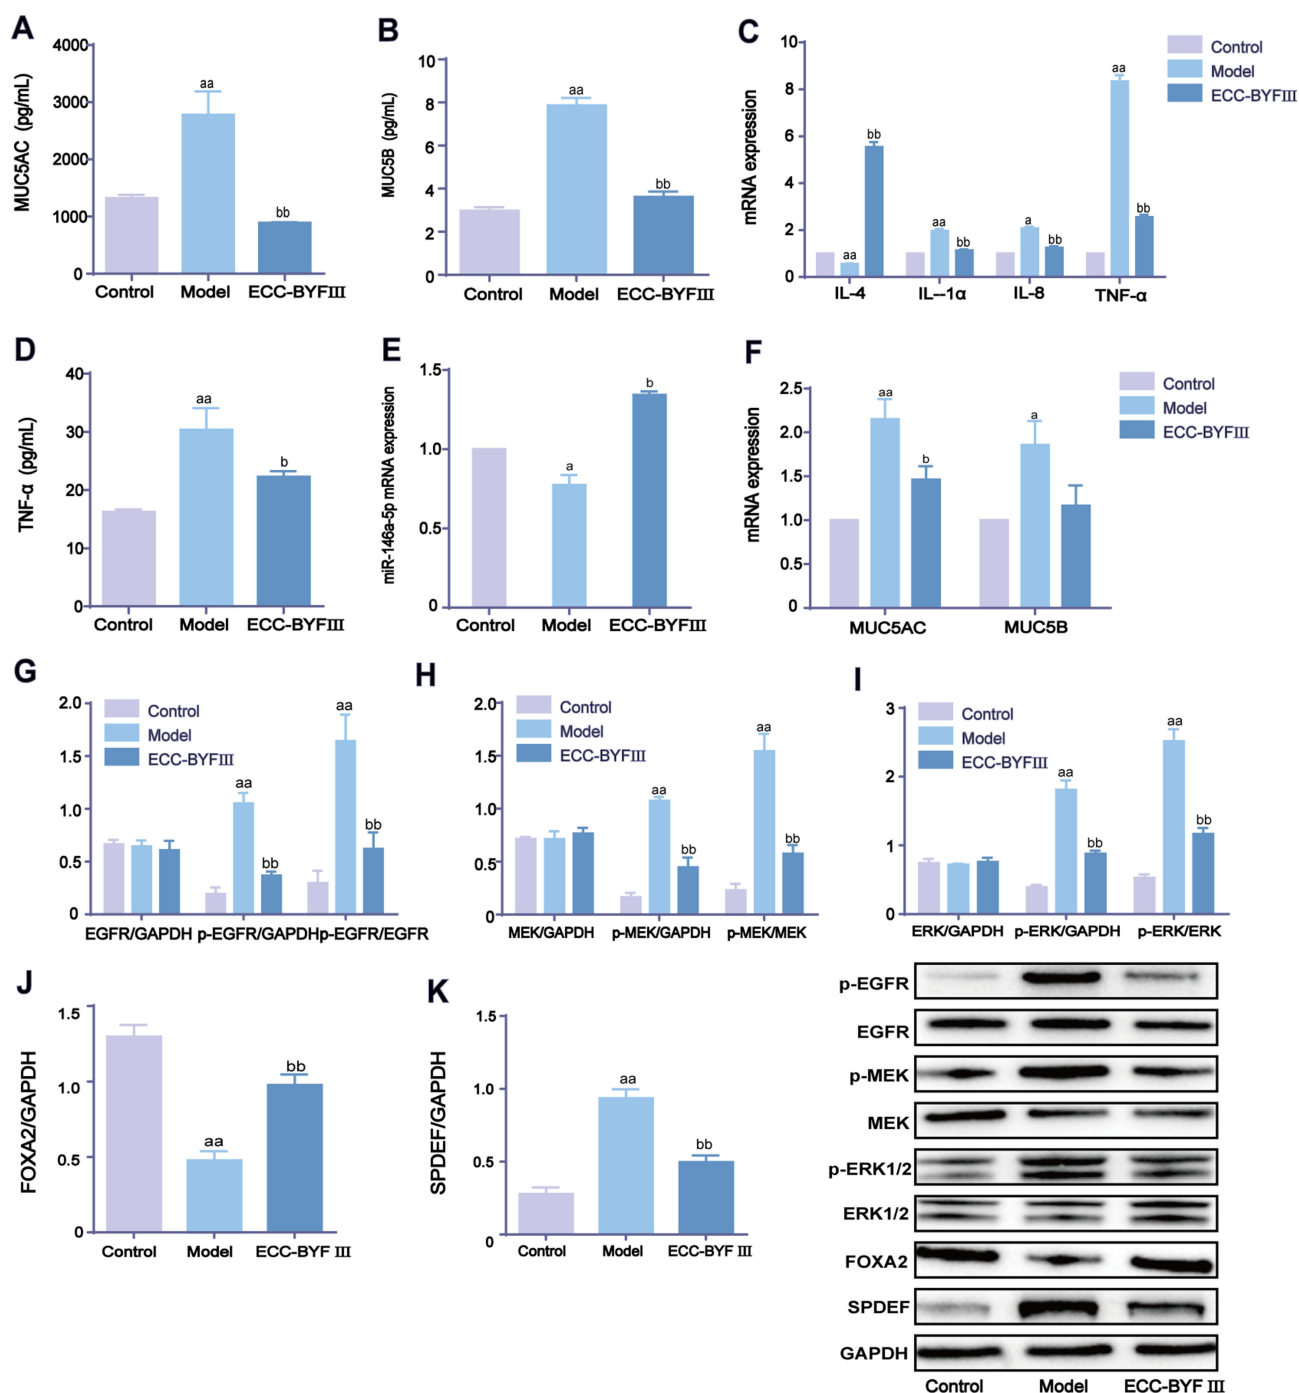 A
MUC5AC (pg/mL)
4000
3000
2000
1000
0
aa
bb
Control Model ECC-BYFIII
B
MUC5B (pg/mL)
10
8
6
4
2
0
aa
bb
Control Model ECC-BYFIII
C
mRNA expression
10
8
6
4
2
0
aa
bb
aa
bb
a
bb
aa
bb
IL-4 IL--1α IL-8 TNF-α
Control
Model
ECC-BYFIII
D
TNF-α (pg/mL)
40
30
20
10
0
aa
b
Control Model ECC-BYFIII
E
miR-146a-5p mRNA expression
1.5
1.0
0.5
0
a
b
Control Model ECC-BYFIII
F
mRNA expression
2.5
2.0
1.5
1.0
0.5
0
aa
b
a
MUC5AC MUC5B
Control
Model
ECC-BYFIII
G
2.0
1.5
1.0
0.5
0
Control
Model
ECC-BYFIII
aa
bb
aa
bb
EGFR/GAPDH p-EGFR/GAPDH p-EGFR/EGFR
H
2.0
1.5
1.0
0.5
0
Control
Model
ECC-BYFIII
aa
bb
aa
bb
MEK/GAPDH p-MEK/GAPDH p-MEK/MEK
I
3
2
1
0
Control
Model
ECC-BYFIII
aa
bb
aa
bb
ERK/GAPDH p-ERK/GAPDH p-ERK/ERK
J
FOXA2/GAPDH
1.5
1.0
0.5
0
aa
bb
Control Model ECC-BYF III
K
SPDEF/GAPDH
1.5
1.0
0.5
0
aa
bb
Control Model ECC-BYF III
p-EGFR
EGFR
p-MEK
MEK
p-ERK1/2
ERK1/2
FOXA2
SPDEF
GAPDH
Control Model ECC-BYF III